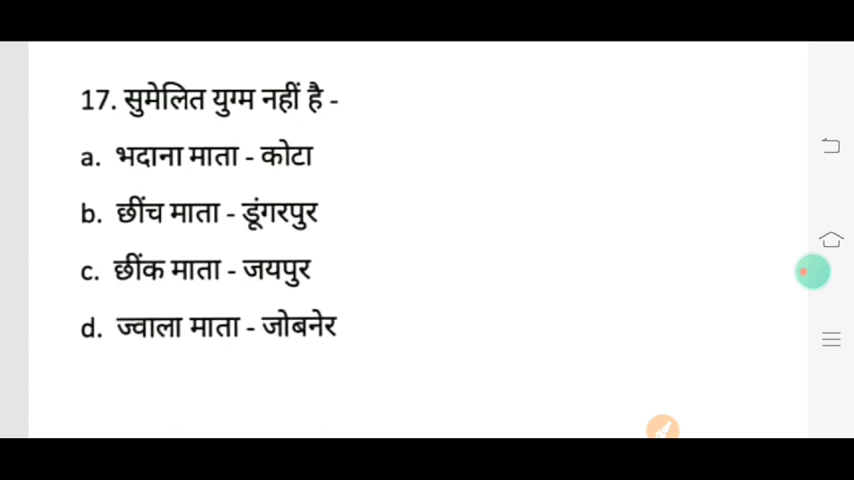 17. सुमेलित युग्म नहीं है -
a. भदाना माता - कोटा
b. छींच माता - डूंगरपुर
c. छींक माता - जयपुर
d. ज्वाला माता - जोबनेर